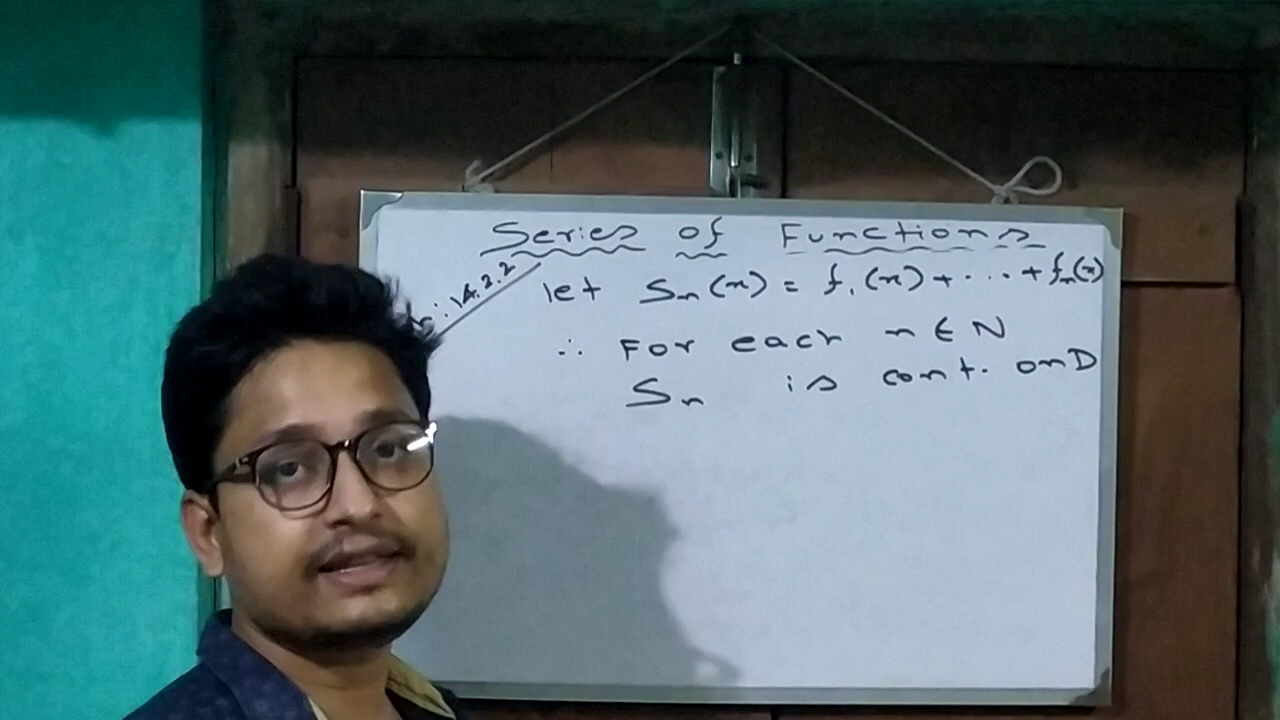 Series of Functions
: 14.2.2
let Sn(x) = f1(x) + ... + fn(x)
∴ For each n ∈ N
Sn is cont. on D